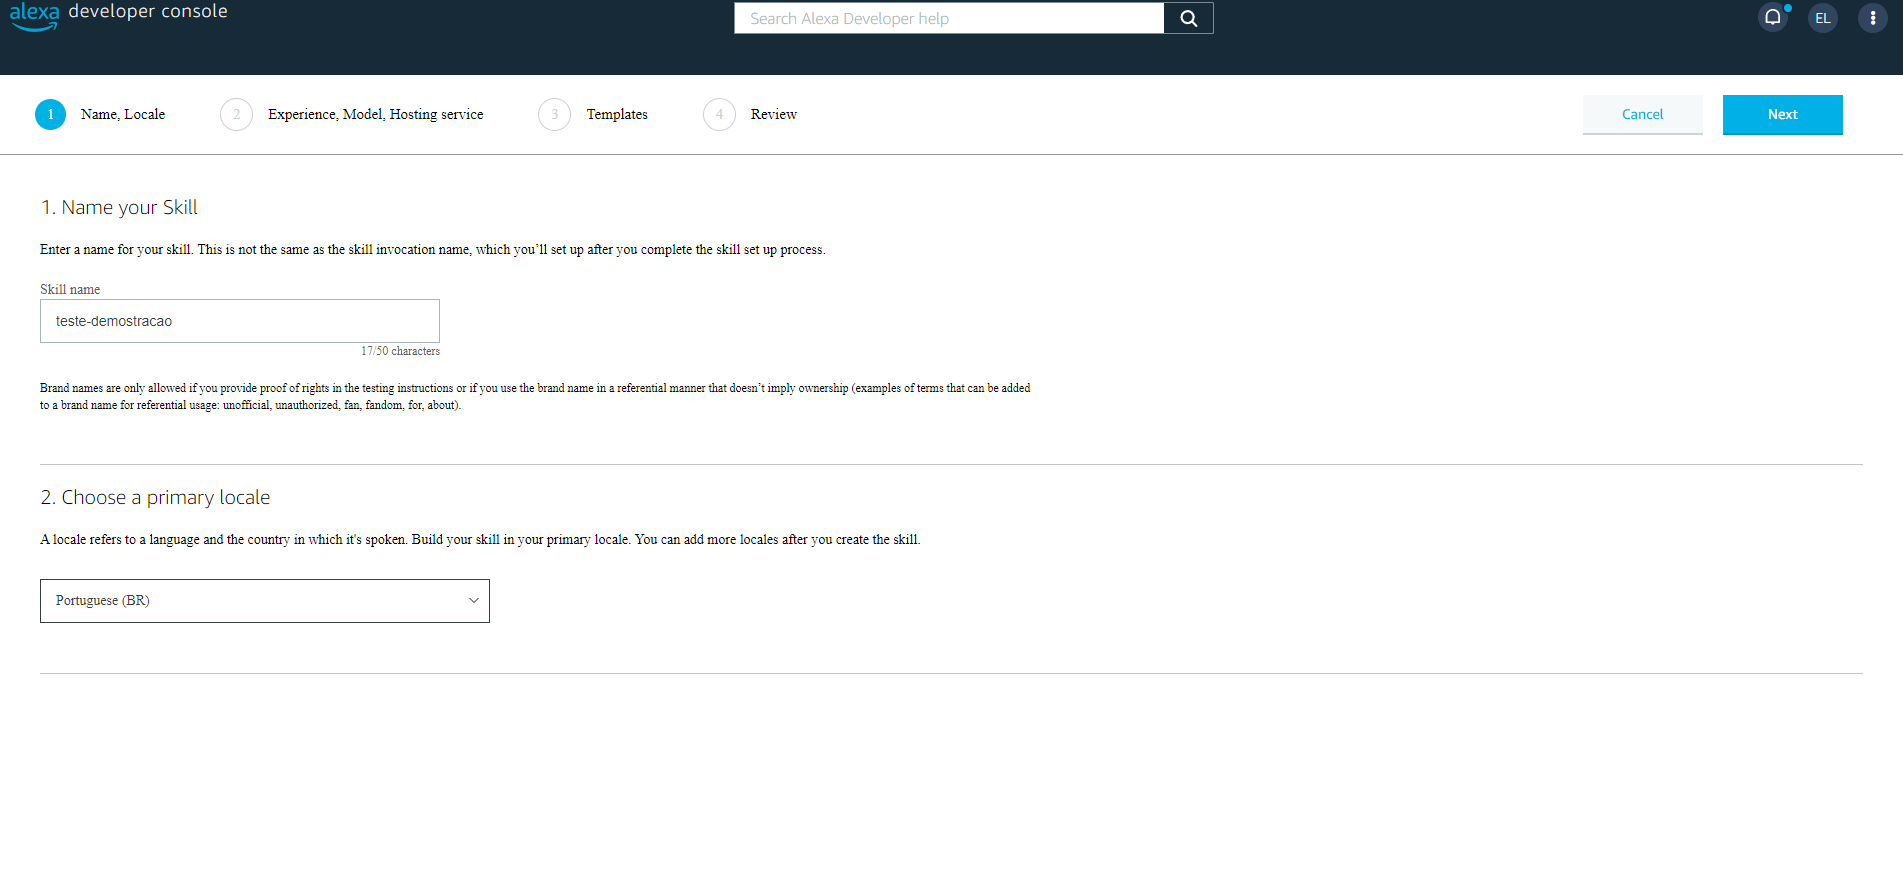 alexa developer console
Search Alexa Developer help
EL
1 Name, Locale
2 Experience, Model, Hosting service
3 Templates
4 Review
Cancel
Next
1. Name your Skill
Enter a name for your skill. This is not the same as the skill invocation name, which you’ll set up after you complete the skill set up process.
Skill name
teste-demostracao
17/50 characters
Brand names are only allowed if you provide proof of rights in the testing instructions or if you use the brand name in a referential manner that doesn’t imply ownership (examples of terms that can be added
to a brand name for referential usage: unofficial, unauthorized, fan, fandom, for, about).
2. Choose a primary locale
A locale refers to a language and the country in which it's spoken. Build your skill in your primary locale. You can add more locales after you create the skill.
Portuguese (BR)